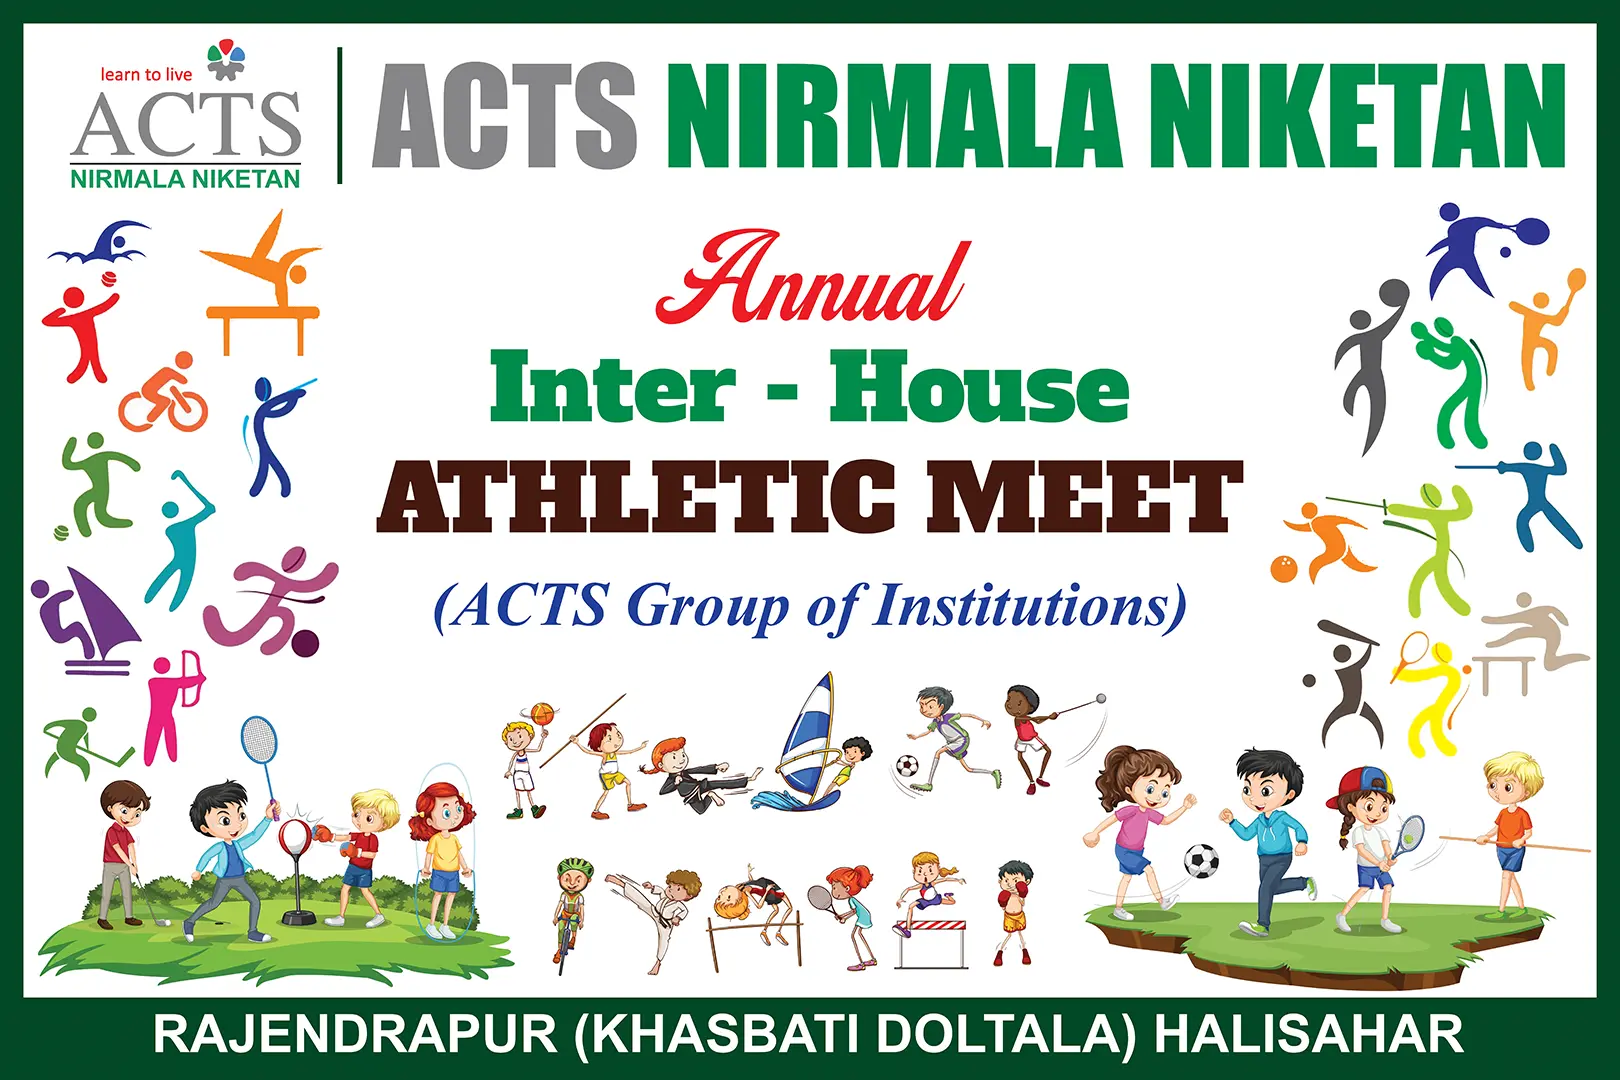 learn to live
ACTS
NIRMALA NIKETAN
ACTS NIRMALA NIKETAN
Annual
Inter - House
ATHLETIC MEET
(ACTS Group of Institutions)
RAJENDRAPUR (KHASBATI DOLTALA) HALISAHAR